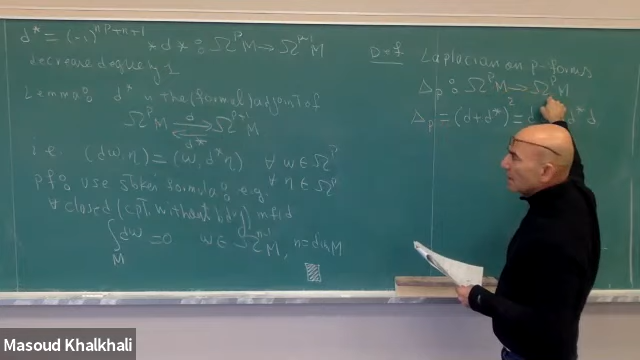 d* = (-1)^{np+n+1} * d * : Ω^p M → Ω^{p-1} M
decrease degree by 1
Lemma: d* is the (formal) adjoint of
Ω^p M ⇄ Ω^{p+1} M
d
d*
i.e. (dω, η) = (ω, d*η) ∀ ω ∈ Ω^p
∀ η ∈ Ω
pf: use Stokes formula: e.g.
∀ closed (cpt, without bdry) mfld
∫_M dω = 0 ω ∈ Ω^{n-1} M, n = dim M
Def Laplacian on p-forms
Δ_p : Ω^p M → Ω^p M
Δ_p = (d + d*)^2 = d d* d
Masoud Khalkhali